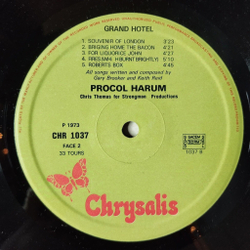 GRAND HOTEL
1. SOUVENIR OF LONDON 3'23
2. BRIGING HOME THE BACON 4'21
3. FOR LIQUORICE JOHN 4'27
4. FIRES (WHICH BURNT BRIGHTLY) 5'10
5. ROBERTS BOX 4'45
All songs written and composed by
Gary Brooker and Keith Reid
PROCOL HARUM
Chris Thomas for Strongman Productions
P 1973
CHR 1037
FACE 2
33 TOURS
1037 B
Chrysalis